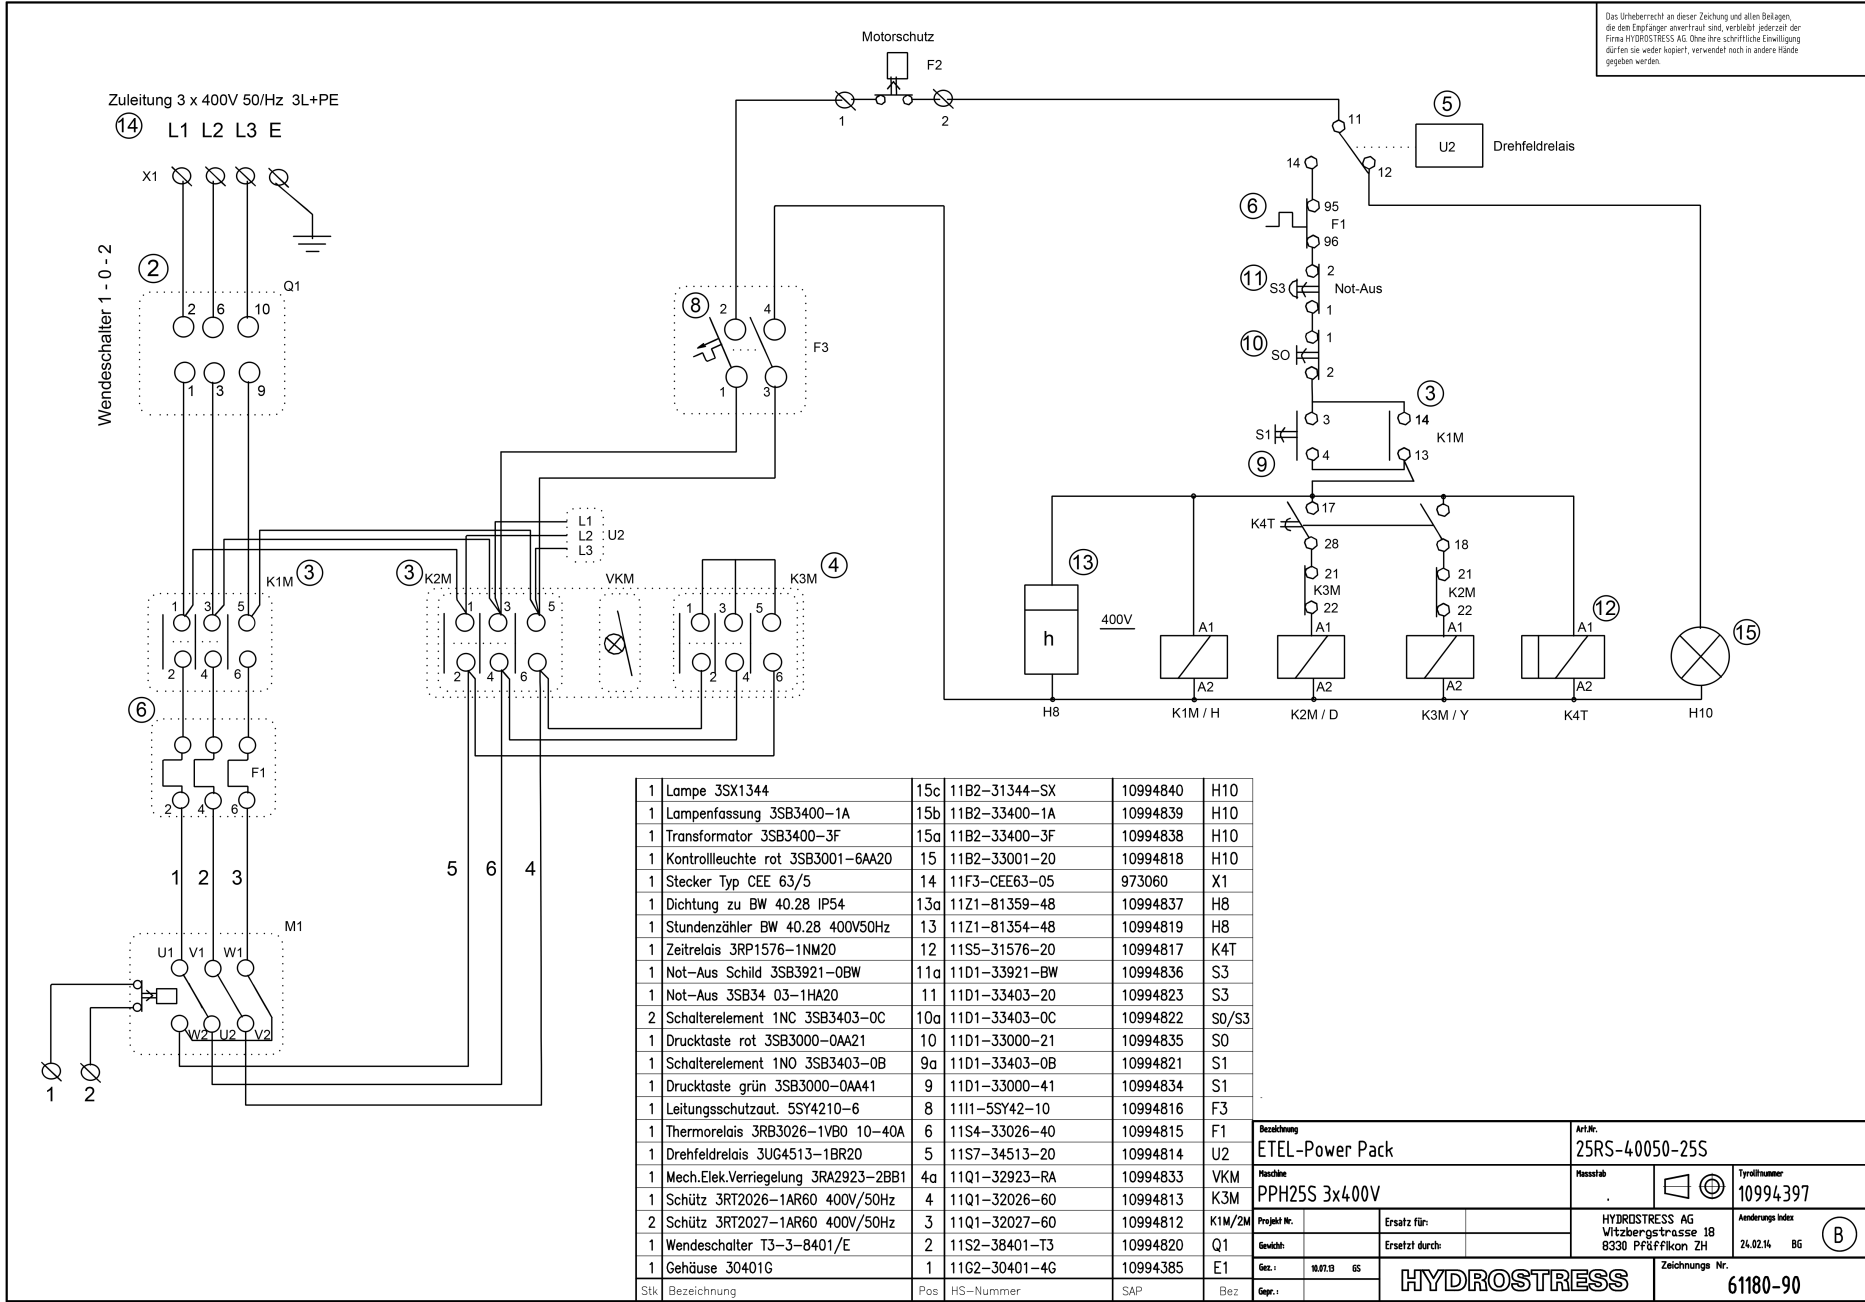 Das Urheberrecht an dieser Zeichung und allen Beilagen,
die dem Empfänger anvertraut sind, verbleibt jederzeit der
Firma HYDROSTRESS AG. Ohne ihre schriftliche Einwilligung
dürfen sie weder kopiert, verwendet noch in andere Hände
gegeben werden.
Motorschutz
F2
1 2
Zuleitung 3 x 400V 50/Hz 3L+PE
14 L1 L2 L3 E
X1
Wendeschalter 1 - 0 - 2
2
Q1
2 6 10
1 3 9
5
11
U2 Drehfeldrelais
12
14
6
95
F1
96
11
2
S3 Not-Aus
1
10
1
SO
2
3
3 14
S1 K1M
4 13
9
8
2 4
F3
1 3
L1
L2 U2
L3
K1M 3
1 3 5
2 4 6
3 K2M
1 3 5
2 4 6
VKM
K3M 4
1 3 5
2 4 6
6
F1
2 4 6
1 2 3
5 6 4
M1
U1 V1 W1
W2 U2 V2
1 2
17
K4T
28 18
21 21
K3M K2M
22 22
13
h
400V
12
15
A1 A1 A1 A1
A2 A2 A2 A2
H8 K1M / H K2M / D K3M / Y K4T H10
1 Lampe 3SX1344 15c 11B2-31344-SX 10994840 H10
1 Lampenfassung 3SB3400-1A 15b 11B2-33400-1A 10994839 H10
1 Transformator 3SB3400-3F 15a 11B2-33400-3F 10994838 H10
1 Kontrollleuchte rot 3SB3001-6AA20 15 11B2-33001-20 10994818 H10
1 Stecker Typ CEE 63/5 14 11F3-CEE63-05 973060 X1
1 Dichtung zu BW 40.28 IP54 13a 11Z1-81359-48 10994837 H8
1 Stundenzähler BW 40.28 400V50Hz 13 11Z1-81354-48 10994819 H8
1 Zeitrelais 3RP1576-1NM20 12 11S5-31576-20 10994817 K4T
1 Not-Aus Schild 3SB3921-0BW 11a 11D1-33921-BW 10994836 S3
1 Not-Aus 3SB34 03-1HA20 11 11D1-33403-20 10994823 S3
2 Schalterelement 1NC 3SB3403-0C 10a 11D1-33403-0C 10994822 S0/S3
1 Drucktaste rot 3SB3000-0AA21 10 11D1-33000-21 10994835 S0
1 Schalterelement 1NO 3SB3403-0B 9a 11D1-33403-0B 10994821 S1
1 Drucktaste grün 3SB3000-0AA41 9 11D1-33000-41 10994834 S1
1 Leitungsschutzaut. 5SY4210-6 8 11I1-5SY42-10 10994816 F3
1 Thermorelais 3RB3026-1VB0 10-40A 6 11S4-33026-40 10994815 F1
1 Drehfeldrelais 3UG4513-1BR20 5 11S7-34513-20 10994814 U2
1 Mech.Elek.Verriegelung 3RA2923-2BB1 4a 11Q1-32923-RA 10994833 VKM
1 Schütz 3RT2026-1AR60 400V/50Hz 4 11Q1-32026-60 10994813 K3M
2 Schütz 3RT2027-1AR60 400V/50Hz 3 11Q1-32027-60 10994812 K1M/2M
1 Wendeschalter T3-3-8401/E 2 11S2-38401-T3 10994820 Q1
1 Gehäuse 30401G 1 11G2-30401-4G 10994385 E1
Stk Bezeichnung Pos HS-Nummer SAP Bez
Bezeichnung
ETEL-Power Pack
Art.Nr.
25RS-40050-25S
Maschine
PPH25S 3x400V
Massstab
Tyrolitnummer
10994397
Projekt Nr. Ersatz für:
Gewicht: Ersetzt durch:
HYDROSTRESS AG
Witzbergstrasse 18
8330 Pfäffikon ZH
Aenderungs Index
24.02.14 BG B
Gez. : 10.07.13 GS
Gepr. :
HYDROSTRESS
Zeichnungs Nr.
61180-90